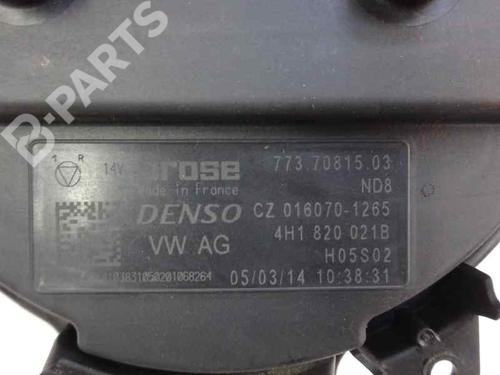 B-PARTS
1 R 14V brose 773.70815.03
Made in France ND8
DENSO CZ 016070-1265
VW AG 4H1 820 021B
H05S02
05/03/14 10:38:31